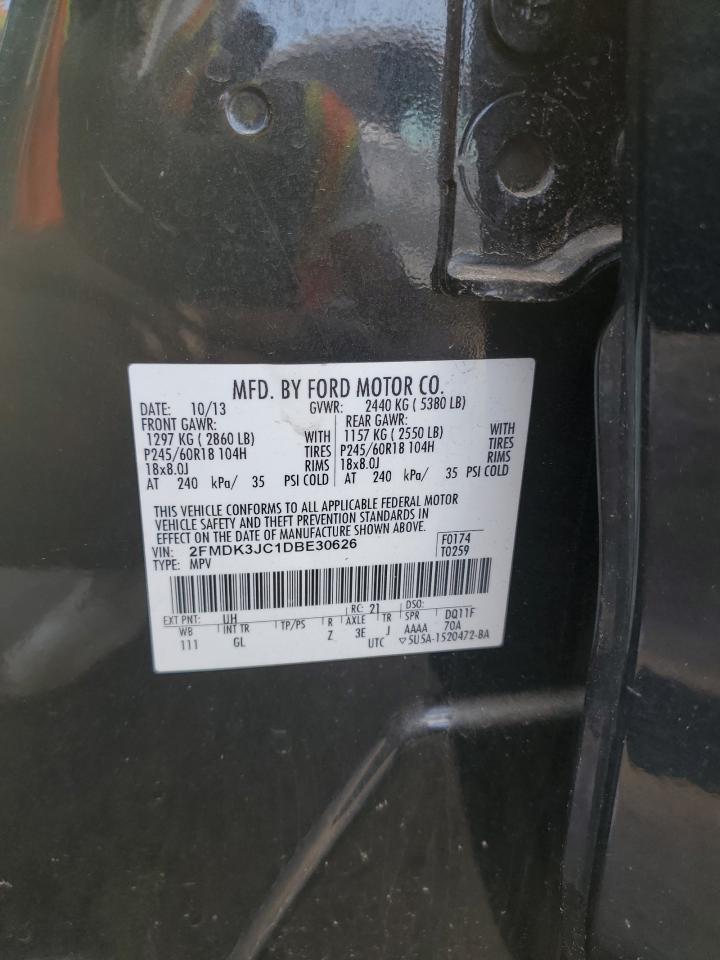 MFD. BY FORD MOTOR CO.
DATE: 10/13 GVWR: 2440 KG ( 5380 LB)
FRONT GAWR: REAR GAWR:
1297 KG ( 2860 LB) WITH 1157 KG ( 2550 LB) WITH
P245/60R18 104H TIRES P245/60R18 104H TIRES
18x8.0J RIMS 18x8.0J RIMS
AT 240 kPa/ 35 PSI COLD AT 240 kPa/ 35 PSI COLD
THIS VEHICLE CONFORMS TO ALL APPLICABLE FEDERAL MOTOR
VEHICLE SAFETY AND THEFT PREVENTION STANDARDS IN
EFFECT ON THE DATE OF MANUFACTURE SHOWN ABOVE.
VIN: 2FMDK3JC1DBE30626 F0174
TYPE: MPV T0259
EXT PNT: UH RC: 21 DSO:
WB INT TR TP/PS R AXLE TR SPR DQ11F
111 GL Z 3E J AAAA 70A
UTC ▽5U5A-1520472-BA